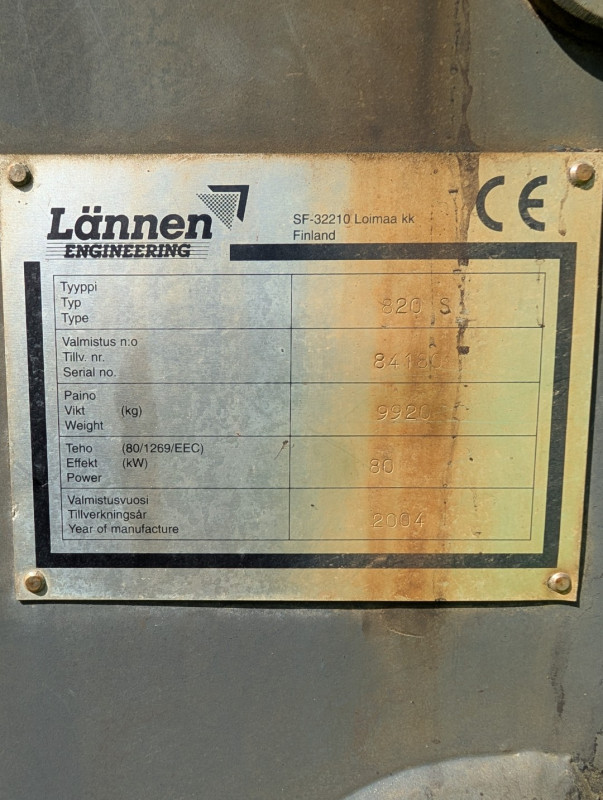 Lännen
ENGINEERING
SF-32210 Loimaa kk
Finland
CE
Tyyppi
Typ
Type
820 S
Valmistus n:o
Tillv. nr.
Serial no.
Paino
Vikt (kg)
Weight
9920
Teho (80/1269/EEC)
Effekt (kW)
Power
80
Valmistusvuosi
Tillverkningsår
Year of manufacture
2004